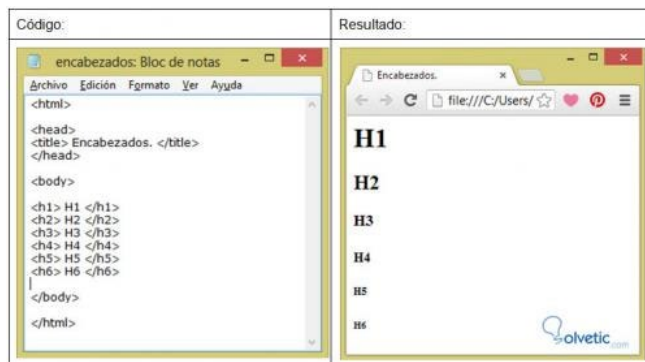 Código:
encabezados: Bloc de notas
Archivo Edición Formato Ver Ayuda
<html>
<head>
<title> Encabezados. </title>
</head>
<body>
<h1> H1 </h1>
<h2> H2 </h2>
<h3> H3 </h3>
<h4> H4 </h4>
<h5> H5 </h5>
<h6> H6 </h6>
</body>
</html>
Resultado:
Encabezados.
file:///C:/Users/
H1
H2
H3
H4
H5
H6
Solvetic.com